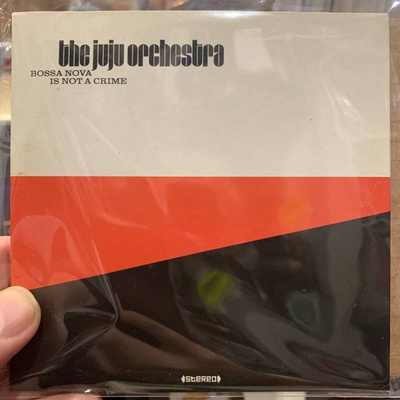 the juju orchestra
BOSSA NOVA
IS NOT A CRIME
stereo